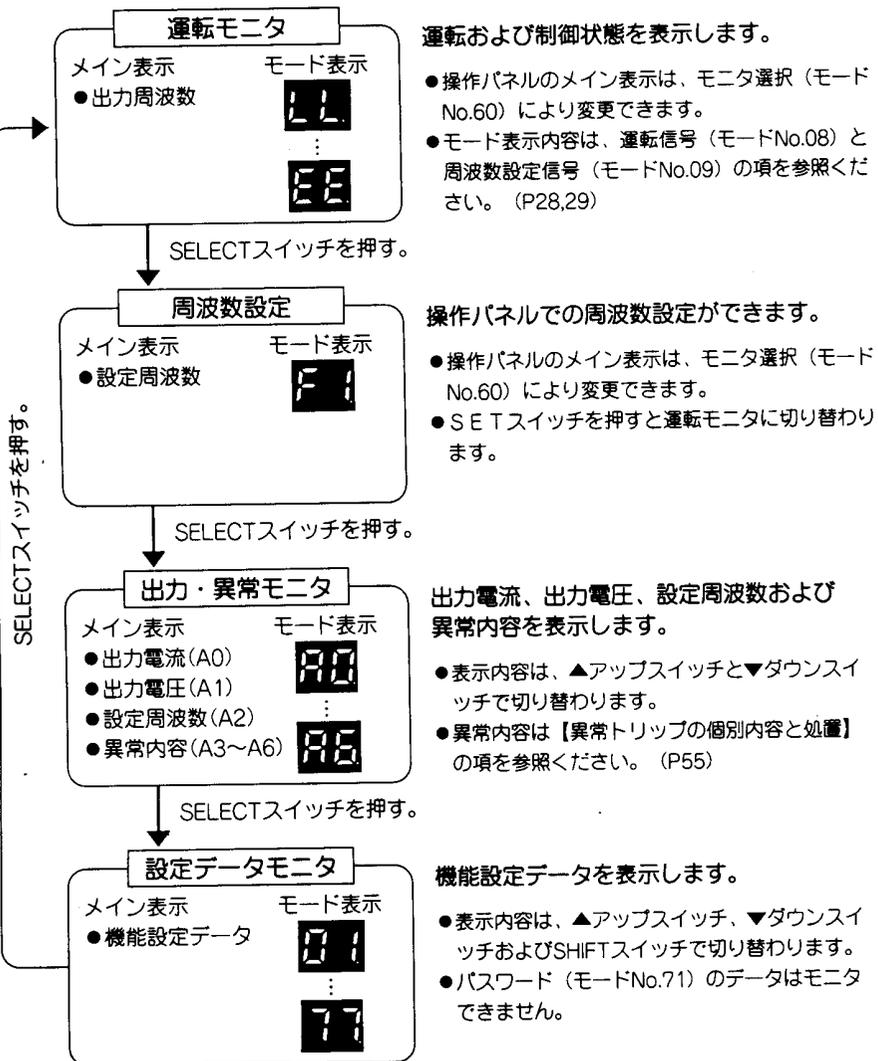 運転モニタ
メイン表示 モード表示
●出力周波数
LL.
⋮
EE
運転および制御状態を表示します。
●操作パネルのメイン表示は、モニタ選択（モード
No.60）により変更できます。
●モード表示内容は、運転信号（モードNo.08）と
周波数設定信号（モードNo.09）の項を参照くだ
さい。（P28,29）
SELECTスイッチを押す。
周波数設定
メイン表示 モード表示
●設定周波数
F1
操作パネルでの周波数設定ができます。
●操作パネルのメイン表示は、モニタ選択（モード
No.60）により変更できます。
●ＳＥＴスイッチを押すと運転モニタに切り替わり
ます。
SELECTスイッチを押す。
出力・異常モニタ
メイン表示 モード表示
●出力電流(A0)
●出力電圧(A1)
●設定周波数(A2)
●異常内容(A3〜A6)
A0
⋮
A6
出力電流、出力電圧、設定周波数および
異常内容を表示します。
●表示内容は、▲アップスイッチと▼ダウンスイ
ッチで切り替わります。
●異常内容は【異常トリップの個別内容と処置】
の項を参照ください。（P55）
SELECTスイッチを押す。
設定データモニタ
メイン表示 モード表示
●機能設定データ
01
⋮
77
機能設定データを表示します。
●表示内容は、▲アップスイッチ、▼ダウンスイ
ッチおよびSHIFTスイッチで切り替わります。
●パスワード（モードNo.71）のデータはモニタ
できません。
SELECTスイッチを押す。